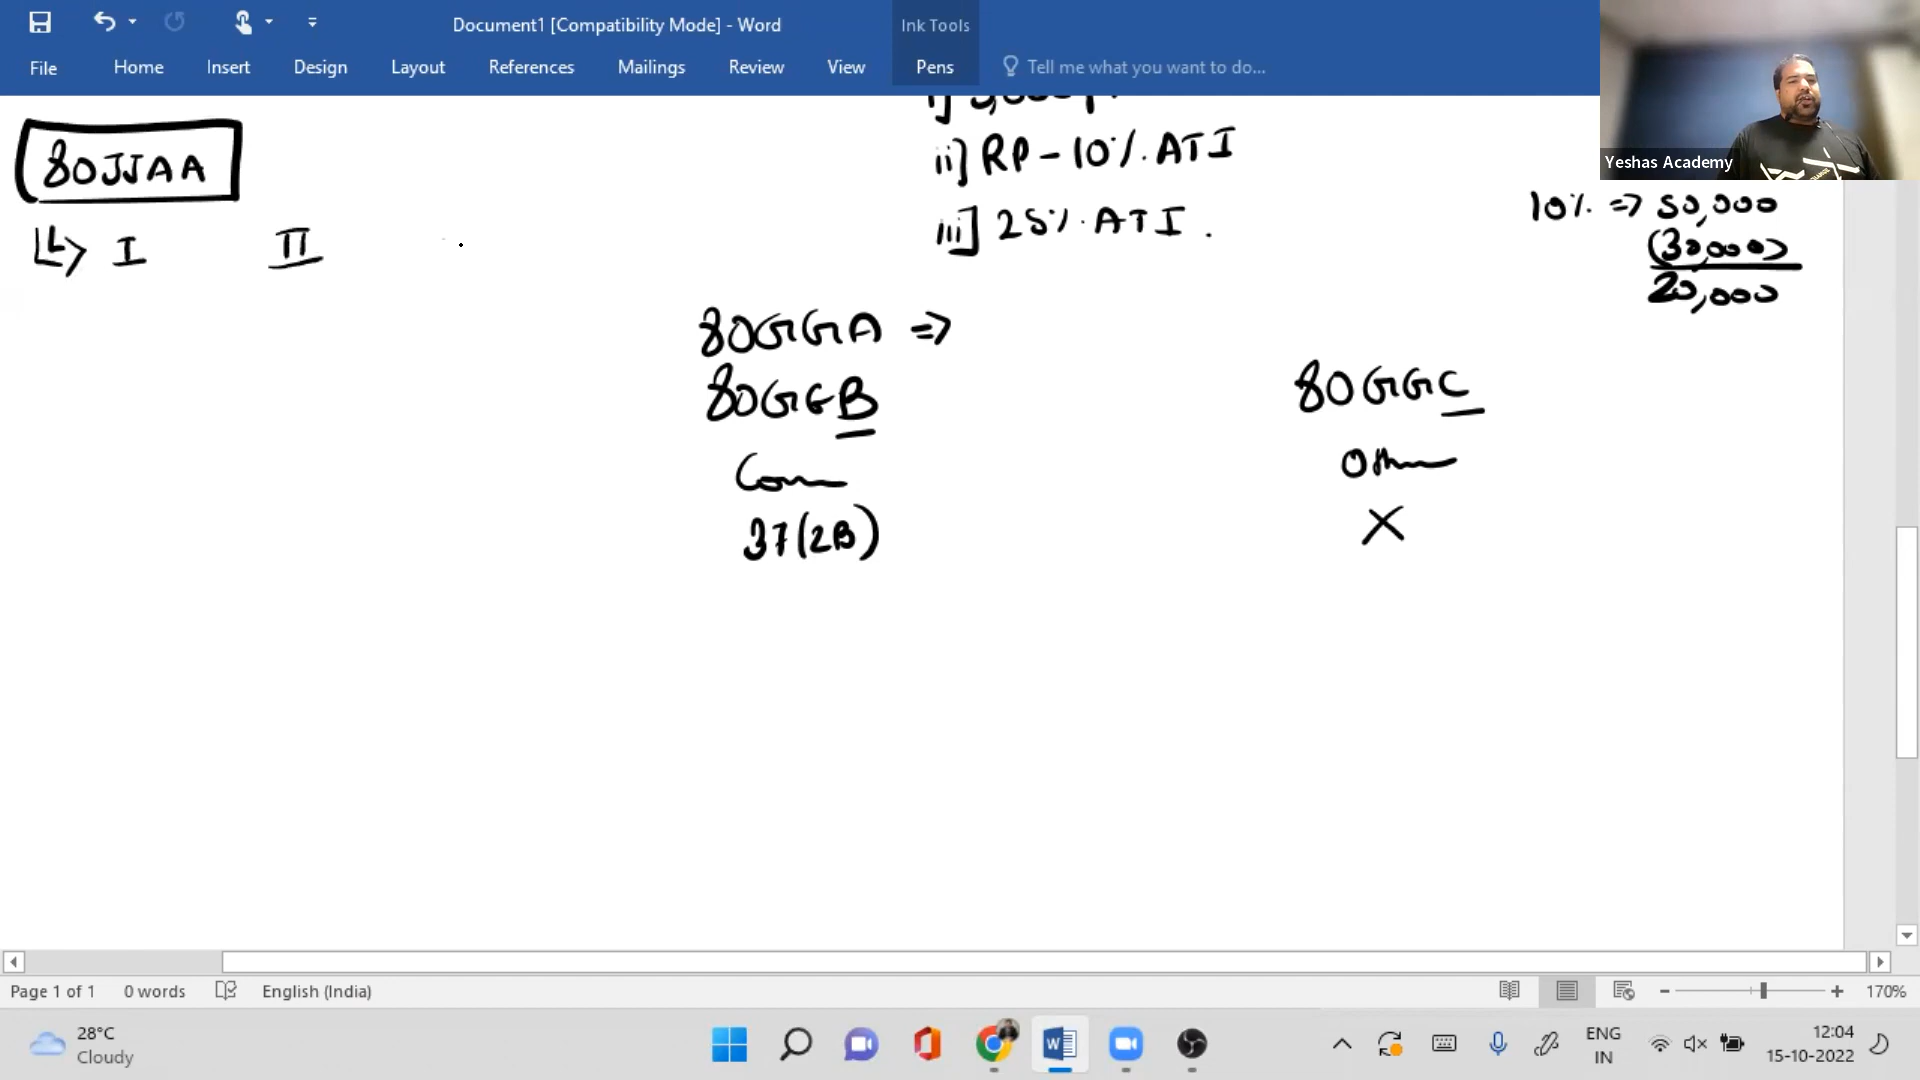 Document1 [Compatibility Mode] - Word
Ink Tools
File Home Insert Design Layout References Mailings Review View Pens Tell me what you want to do...
Yeshas Academy
80JJAA
I II
ii] RP - 10% ATI
iii] 25% ATI.
10% => 50,000
(30,000)
20,000
80GGA =>
80GGB
Com
37(2B)
80GGC
Oth
X
Page 1 of 1 0 words English (India) 170%
28°C
Cloudy
ENG
IN
12:04
15-10-2022